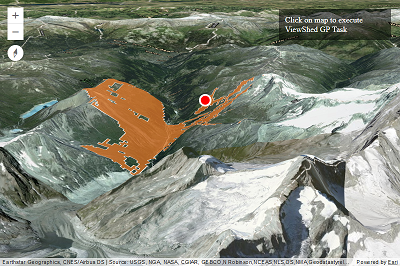 +
Click on map to execute
ViewShed GP Task
−
Earthstar Geographics, CNES/Airbus DS | Source: USGS, NGA, NASA, CGIAR, GEBCO,N Robinson,NCEAS,NLS,OS,NMA,Geodatastyrel... Powered by Esri